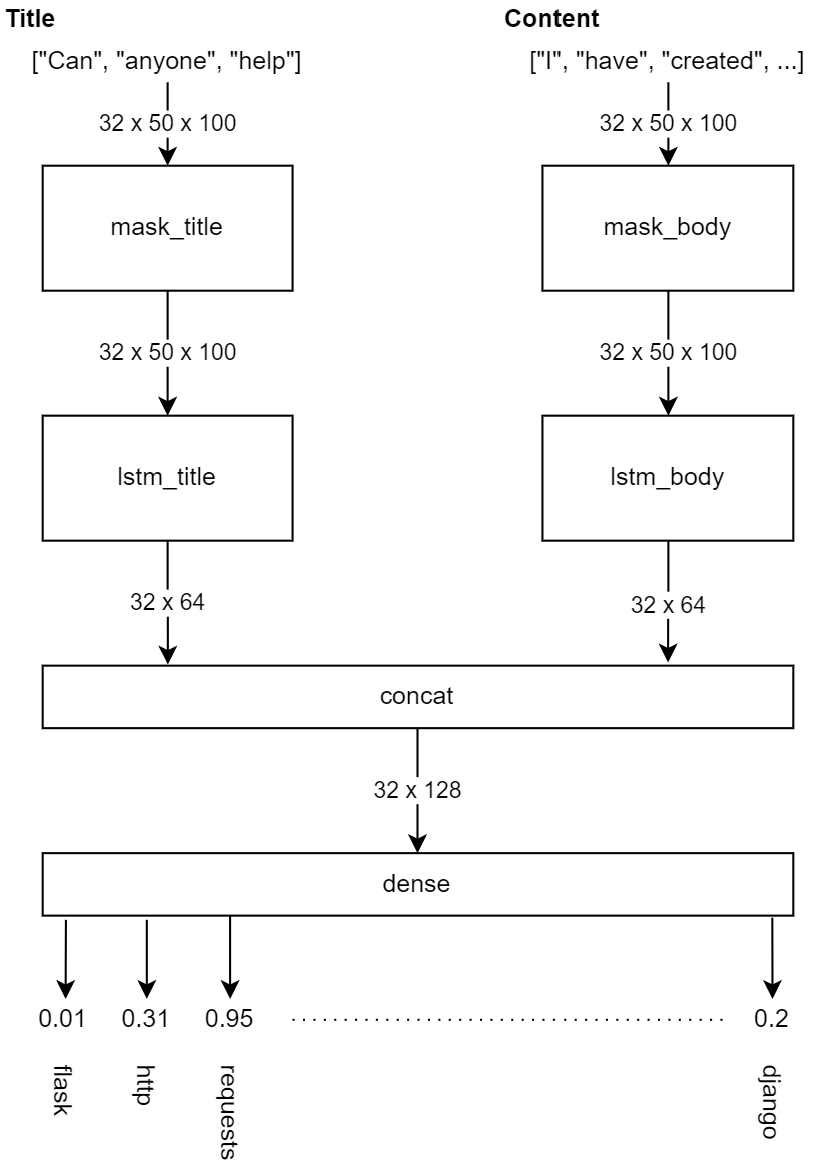 Title
Content
["Can", "anyone", "help"]
["I", "have", "created", ...]
32 x 50 x 100
32 x 50 x 100
mask_title
mask_body
32 x 50 x 100
32 x 50 x 100
lstm_title
lstm_body
32 x 64
32 x 64
concat
32 x 128
dense
0.01
0.31
0.95
0.2
flask
http
requests
django